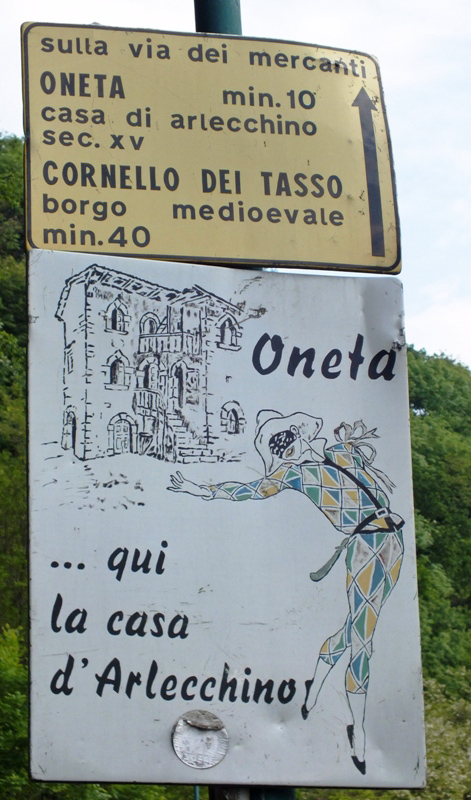 sulla via dei mercanti
ONETA min.10
casa di arlecchino
sec. xv
CORNELLO DEI TASSO
borgo medioevale
min.40
Oneta
... qui
la casa
d'Arlecchino